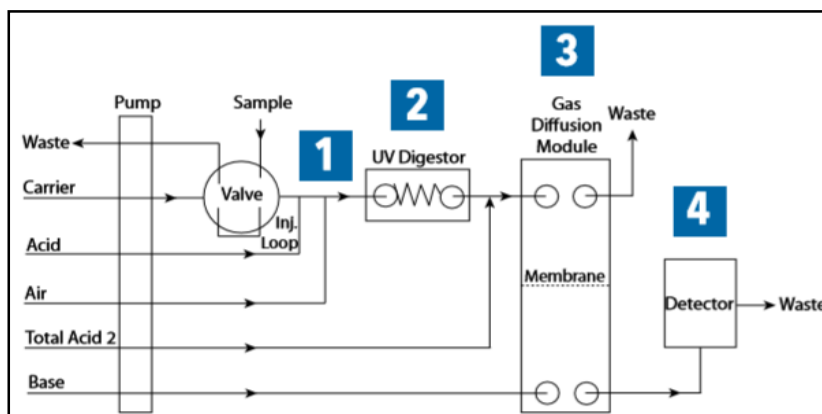 3
Pump
Sample
2
Gas
Diffusion
Module
Waste
Waste
1
UV Digestor
Carrier
Valve
4
Inj.
Loop
Acid
Membrane
Air
Detector
Waste
Total Acid 2
Base